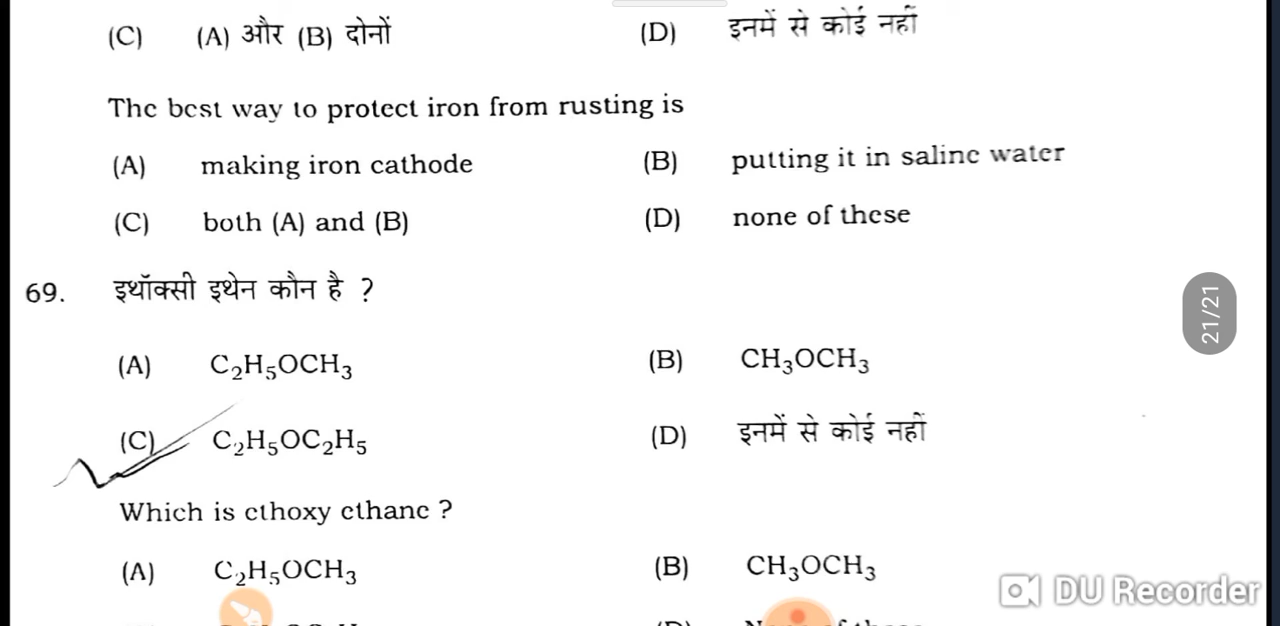 (C) (A) और (B) दोनों (D) इनमें से कोई नहीं
The best way to protect iron from rusting is
(A) making iron cathode (B) putting it in saline water
(C) both (A) and (B) (D) none of these
69. इथॉक्सी इथेन कौन है ?
21/21
(A) C₂H₅OCH₃ (B) CH₃OCH₃
(C) C₂H₅OC₂H₅ (D) इनमें से कोई नहीं
Which is ethoxy ethane ?
(A) C₂H₅OCH₃ (B) CH₃OCH₃
DU Recorder